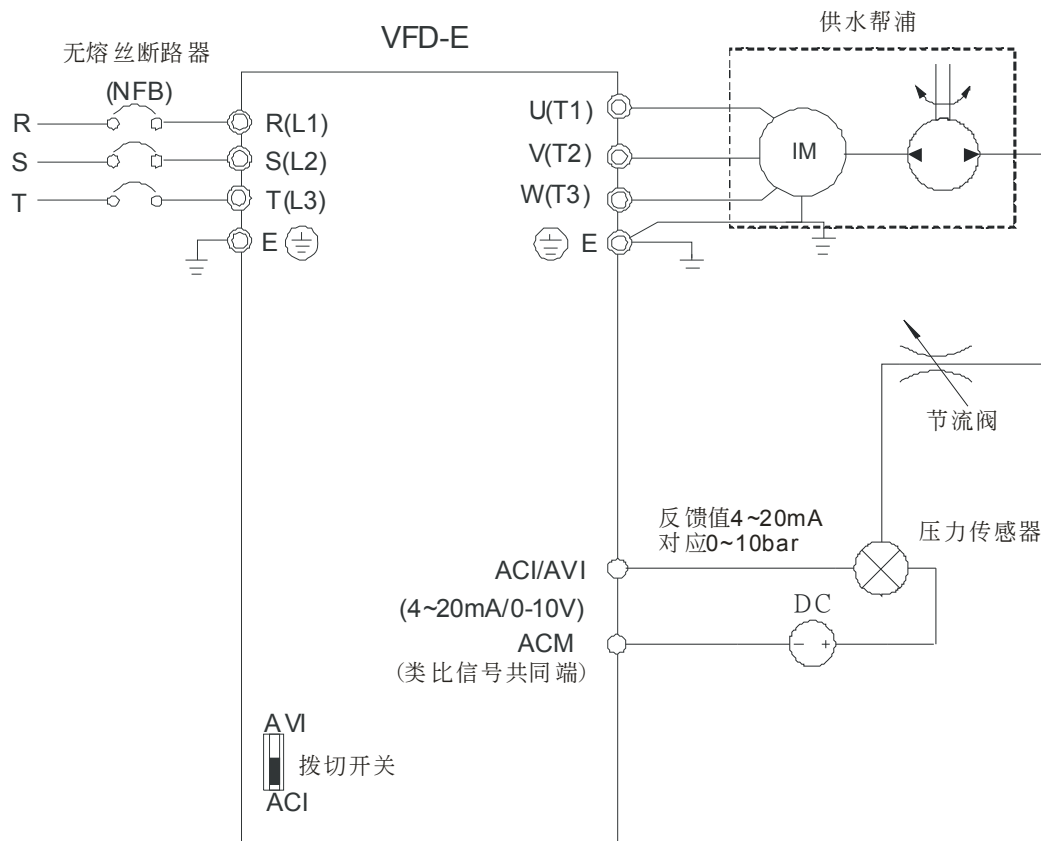 供水帮浦
VFD-E
无熔丝断路器
(NFB)
R
R(L1)
S
S(L2)
T
T(L3)
E
U(T1)
V(T2)
W(T3)
E
IM
节流阀
反馈值4~20mA
对应0~10bar
压力传感器
ACI/AVI
(4~20mA/0-10V)
DC
- +
ACM
(类比信号共同端)
AVI
拨切开关
ACI